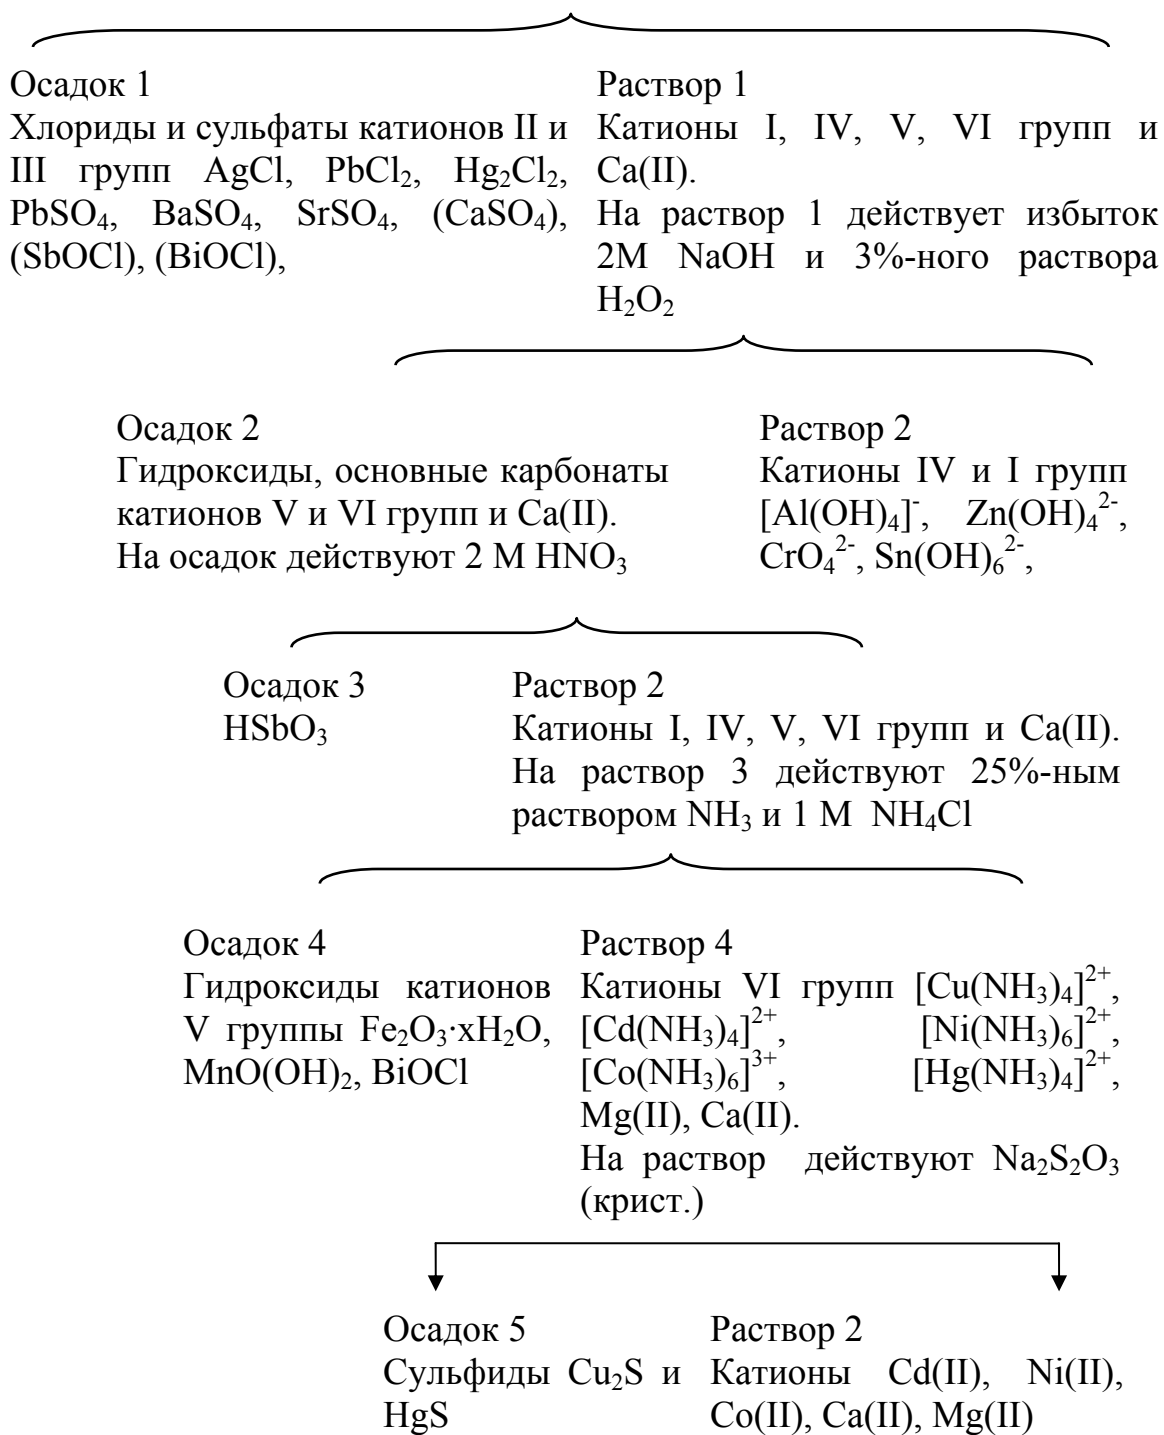 Осадок 1
Хлориды и сульфаты катионов II и
III групп AgCl, PbCl₂, Hg₂Cl₂,
PbSO₄, BaSO₄, SrSO₄, (CaSO₄),
(SbOCl), (BiOCl),
Раствор 1
Катионы I, IV, V, VI групп и
Ca(II).
На раствор 1 действует избыток
2М NaOH и 3%-ного раствора
H₂O₂
Осадок 2
Гидроксиды, основные карбонаты
катионов V и VI групп и Ca(II).
На осадок действуют 2 М HNO₃
Раствор 2
Катионы IV и I групп
[Al(OH)₄]⁻, Zn(OH)₄²⁻,
CrO₄²⁻, Sn(OH)₆²⁻,
Осадок 3
HSbO₃
Раствор 2
Катионы I, IV, V, VI групп и Ca(II).
На раствор 3 действуют 25%-ным
раствором NH₃ и 1 М NH₄Cl
Осадок 4
Гидроксиды катионов
V группы Fe₂O₃·xH₂O,
MnO(OH)₂, BiOCl
Раствор 4
Катионы VI групп [Cu(NH₃)₄]²⁺,
[Cd(NH₃)₄]²⁺, [Ni(NH₃)₆]²⁺,
[Co(NH₃)₆]³⁺, [Hg(NH₃)₄]²⁺,
Mg(II), Ca(II).
На раствор действуют Na₂S₂O₃
(крист.)
Осадок 5
Сульфиды Cu₂S и
HgS
Раствор 2
Катионы Cd(II), Ni(II),
Co(II), Ca(II), Mg(II)